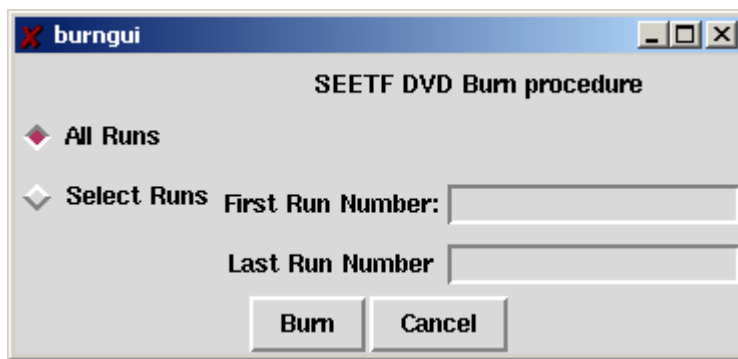 burngui
SEETF DVD Burn procedure
All Runs
Select Runs First Run Number:
Last Run Number
Burn Cancel